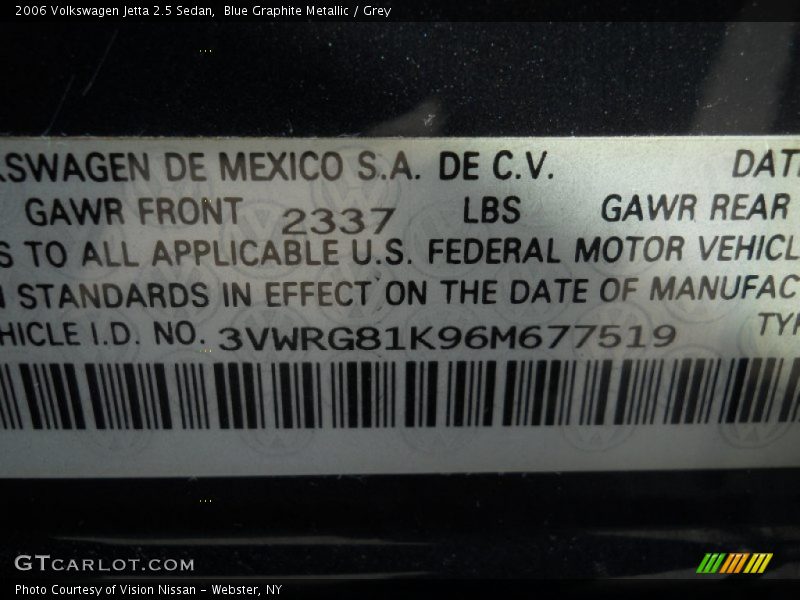 2006 Volkswagen Jetta 2.5 Sedan,  Blue Graphite Metallic / Grey
SWAGEN DE MEXICO S.A. DE C.V. DAT
GAWR FRONT 2337 LBS GAWR REAR
S TO ALL APPLICABLE U.S. FEDERAL MOTOR VEHICL
STANDARDS IN EFFECT ON THE DATE OF MANUFAC
HICLE I.D. NO. 3VWRG81K96M677519 TYP
GTCARLOT.COM
Photo Courtesy of Vision Nissan - Webster, NY